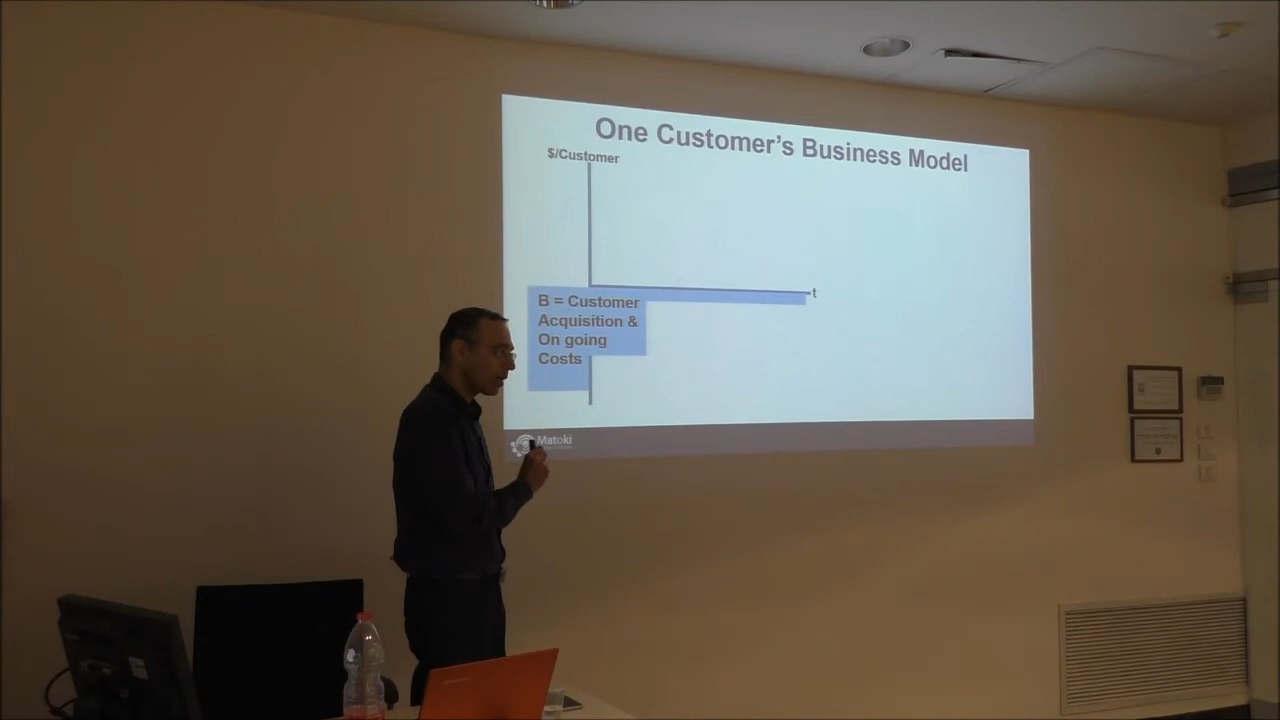 One Customer's Business Model
$/Customer
t
B = Customer
Acquisition &
On going
Costs
Matoki